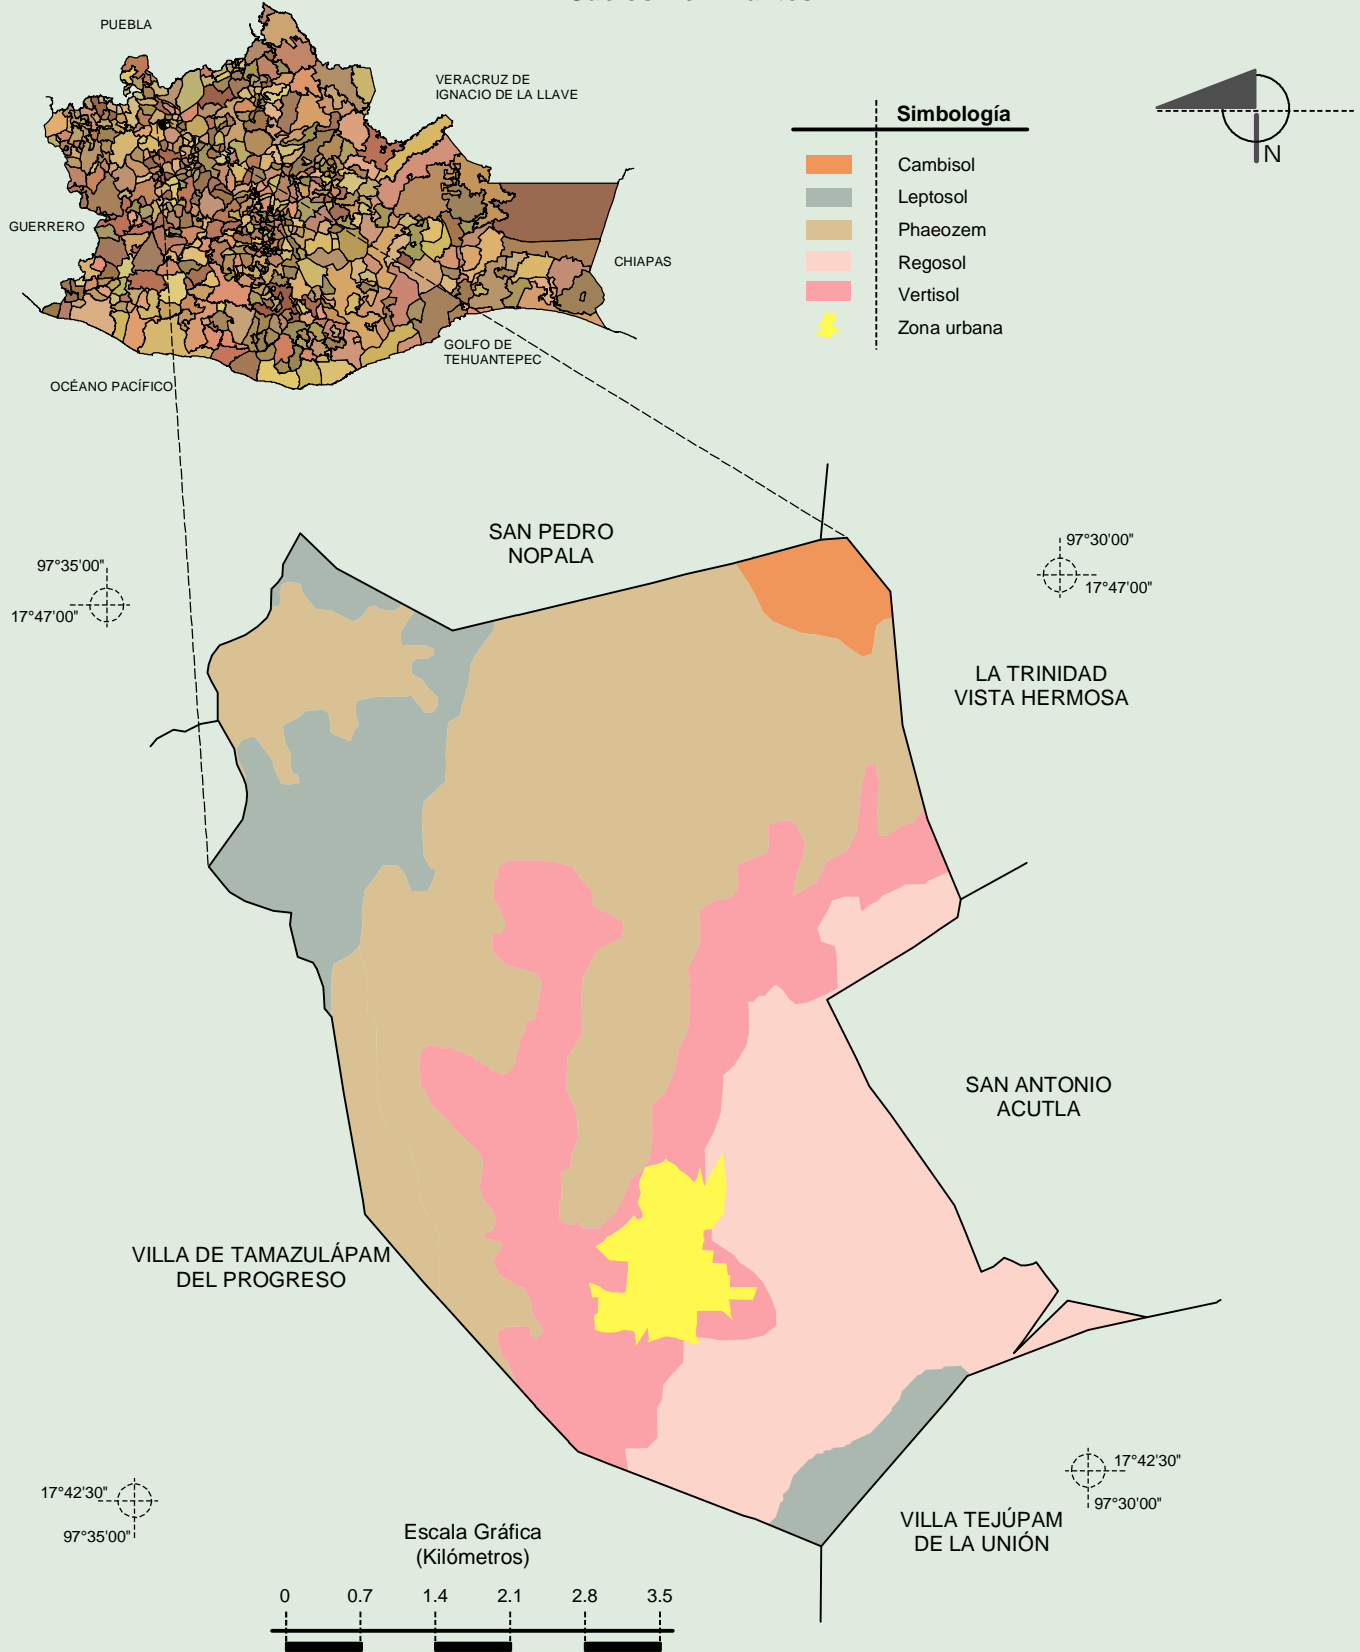 PUEBLA
VERACRUZ DE
IGNACIO DE LA LLAVE
GUERRERO
CHIAPAS
GOLFO DE
TEHUANTEPEC
OCÉANO PACÍFICO
Simbología
Cambisol
Leptosol
Phaeozem
Regosol
Vertisol
Zona urbana
N
SAN PEDRO
NOPALA
97°35'00"
17°47'00"
97°30'00"
17°47'00"
LA TRINIDAD
VISTA HERMOSA
SAN ANTONIO
ACUTLA
VILLA DE TAMAZULÁPAM
DEL PROGRESO
17°42'30"
97°35'00"
17°42'30"
97°30'00"
VILLA TEJÚPAM
DE LA UNIÓN
Escala Gráfica
(Kilómetros)
0 0.7 1.4 2.1 2.8 3.5